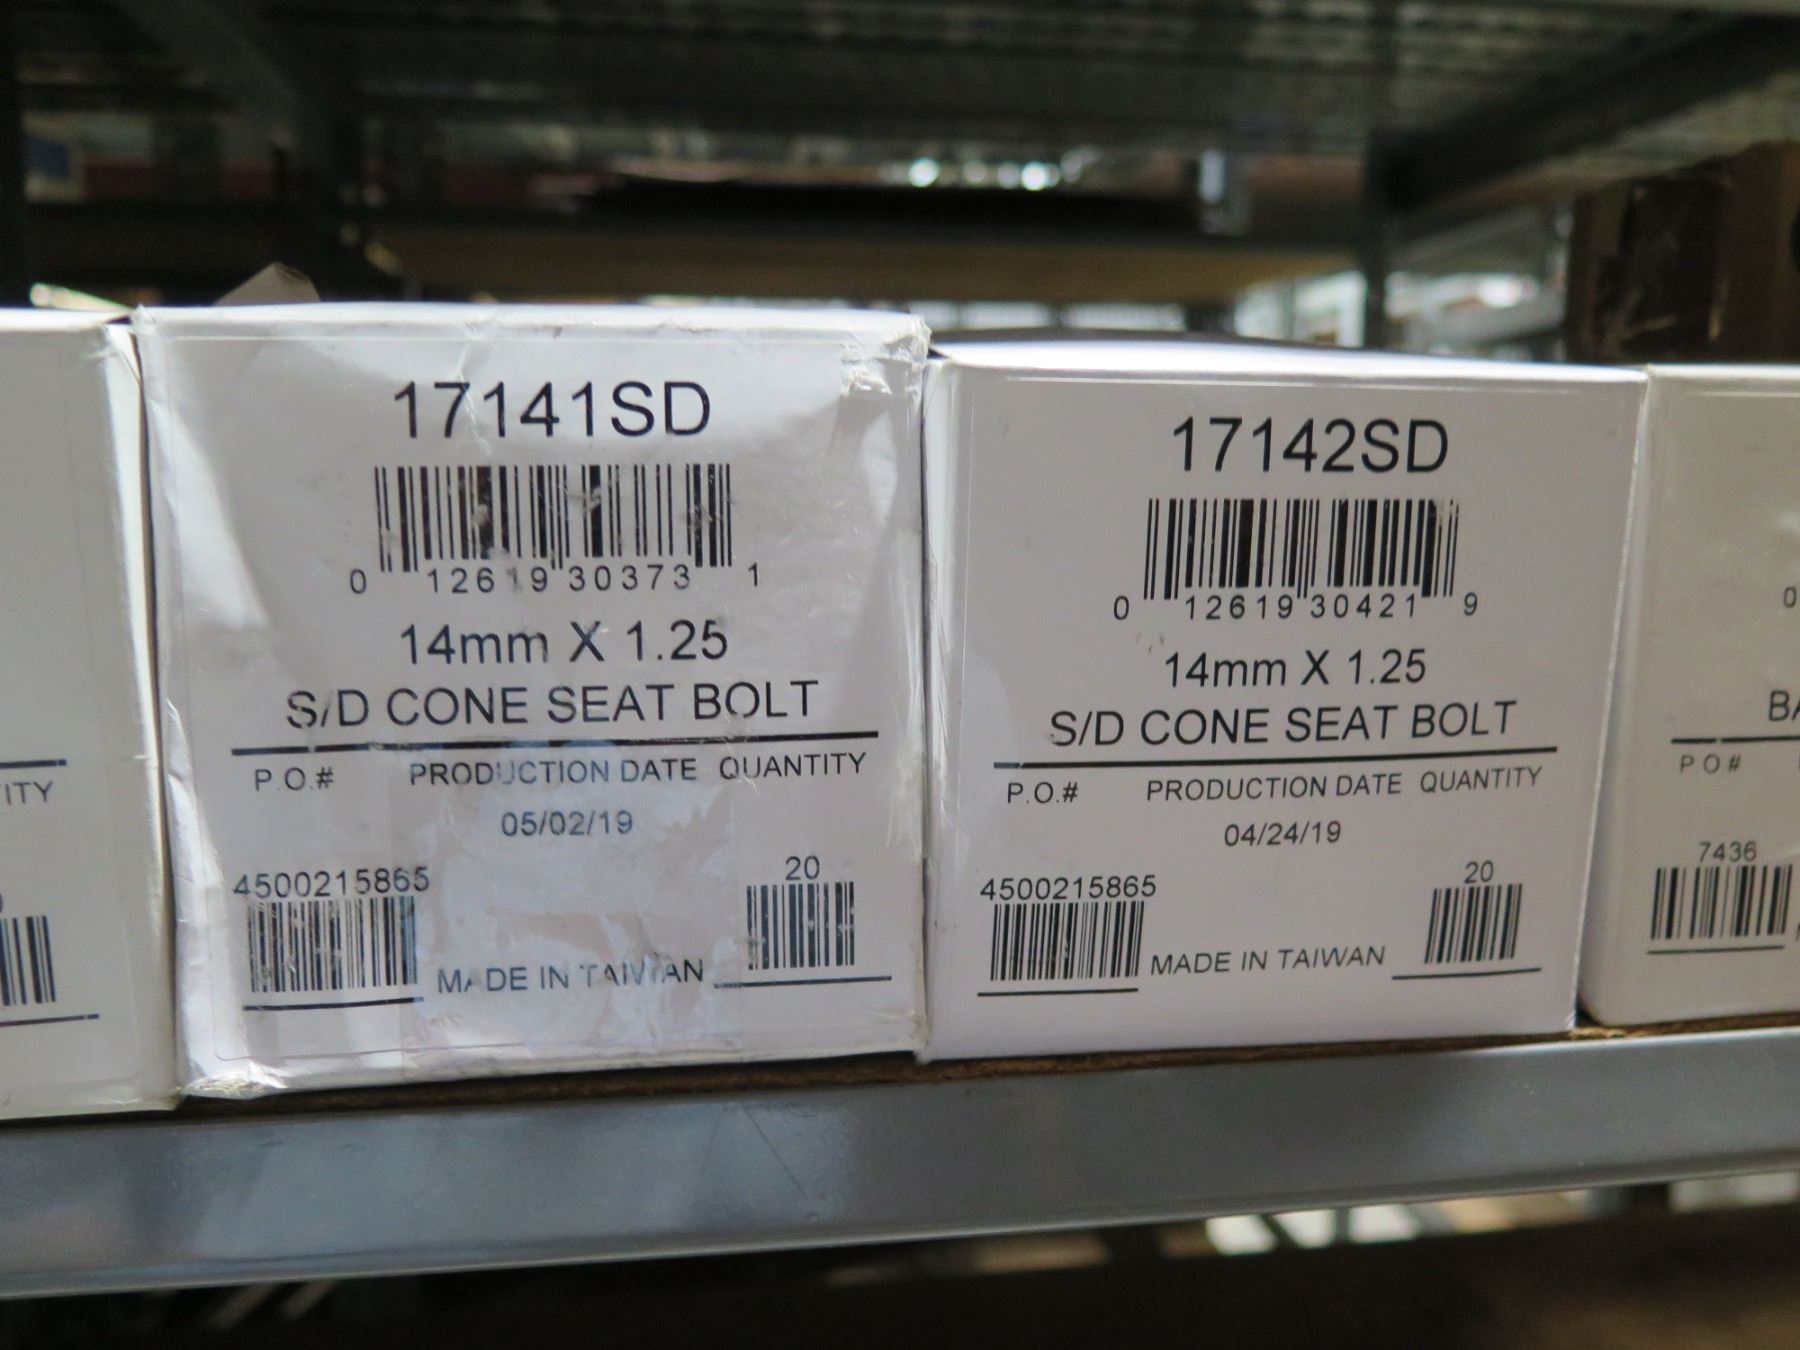 17141SD
0 12619 30373 1
14mm X 1.25
S/D CONE SEAT BOLT
P.O.# PRODUCTION DATE QUANTITY
05/02/19
4500215865
20
MADE IN TAIWAN
17142SD
0 12619 30421 9
14mm X 1.25
S/D CONE SEAT BOLT
P.O.# PRODUCTION DATE QUANTITY
04/24/19
4500215865
20
MADE IN TAIWAN
0
P O #
7436